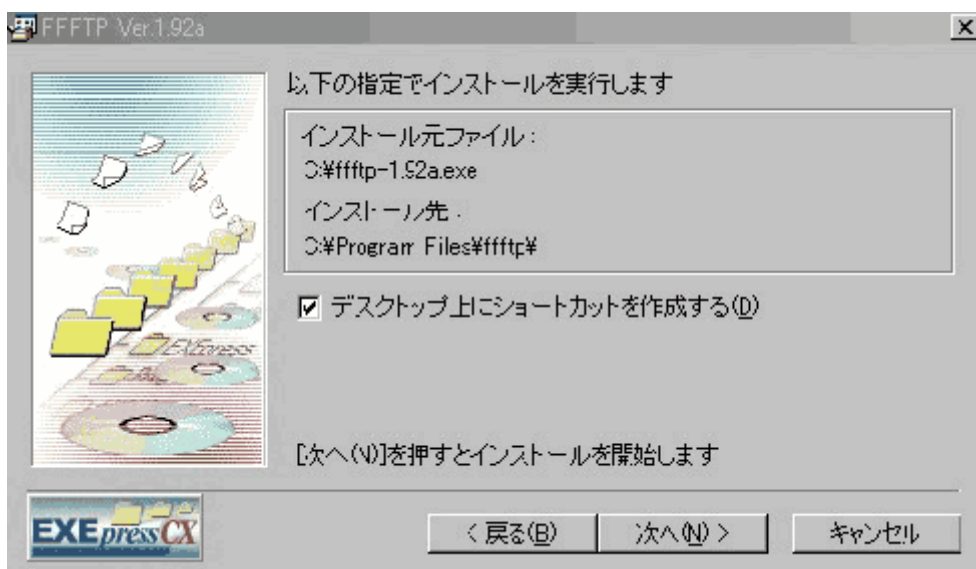 FFFTP Ver.1.92a
以下の指定でインストールを実行します
インストール元ファイル：
C:¥ffftp-1.92a.exe
インストール先：
C:¥Program Files¥ffftp¥
デスクトップ上にショートカットを作成する(D)
[次へ(N)]を押すとインストールを開始します
EXEpress
EXEpressCX
< 戻る(B)
次へ(N) >
キャンセル